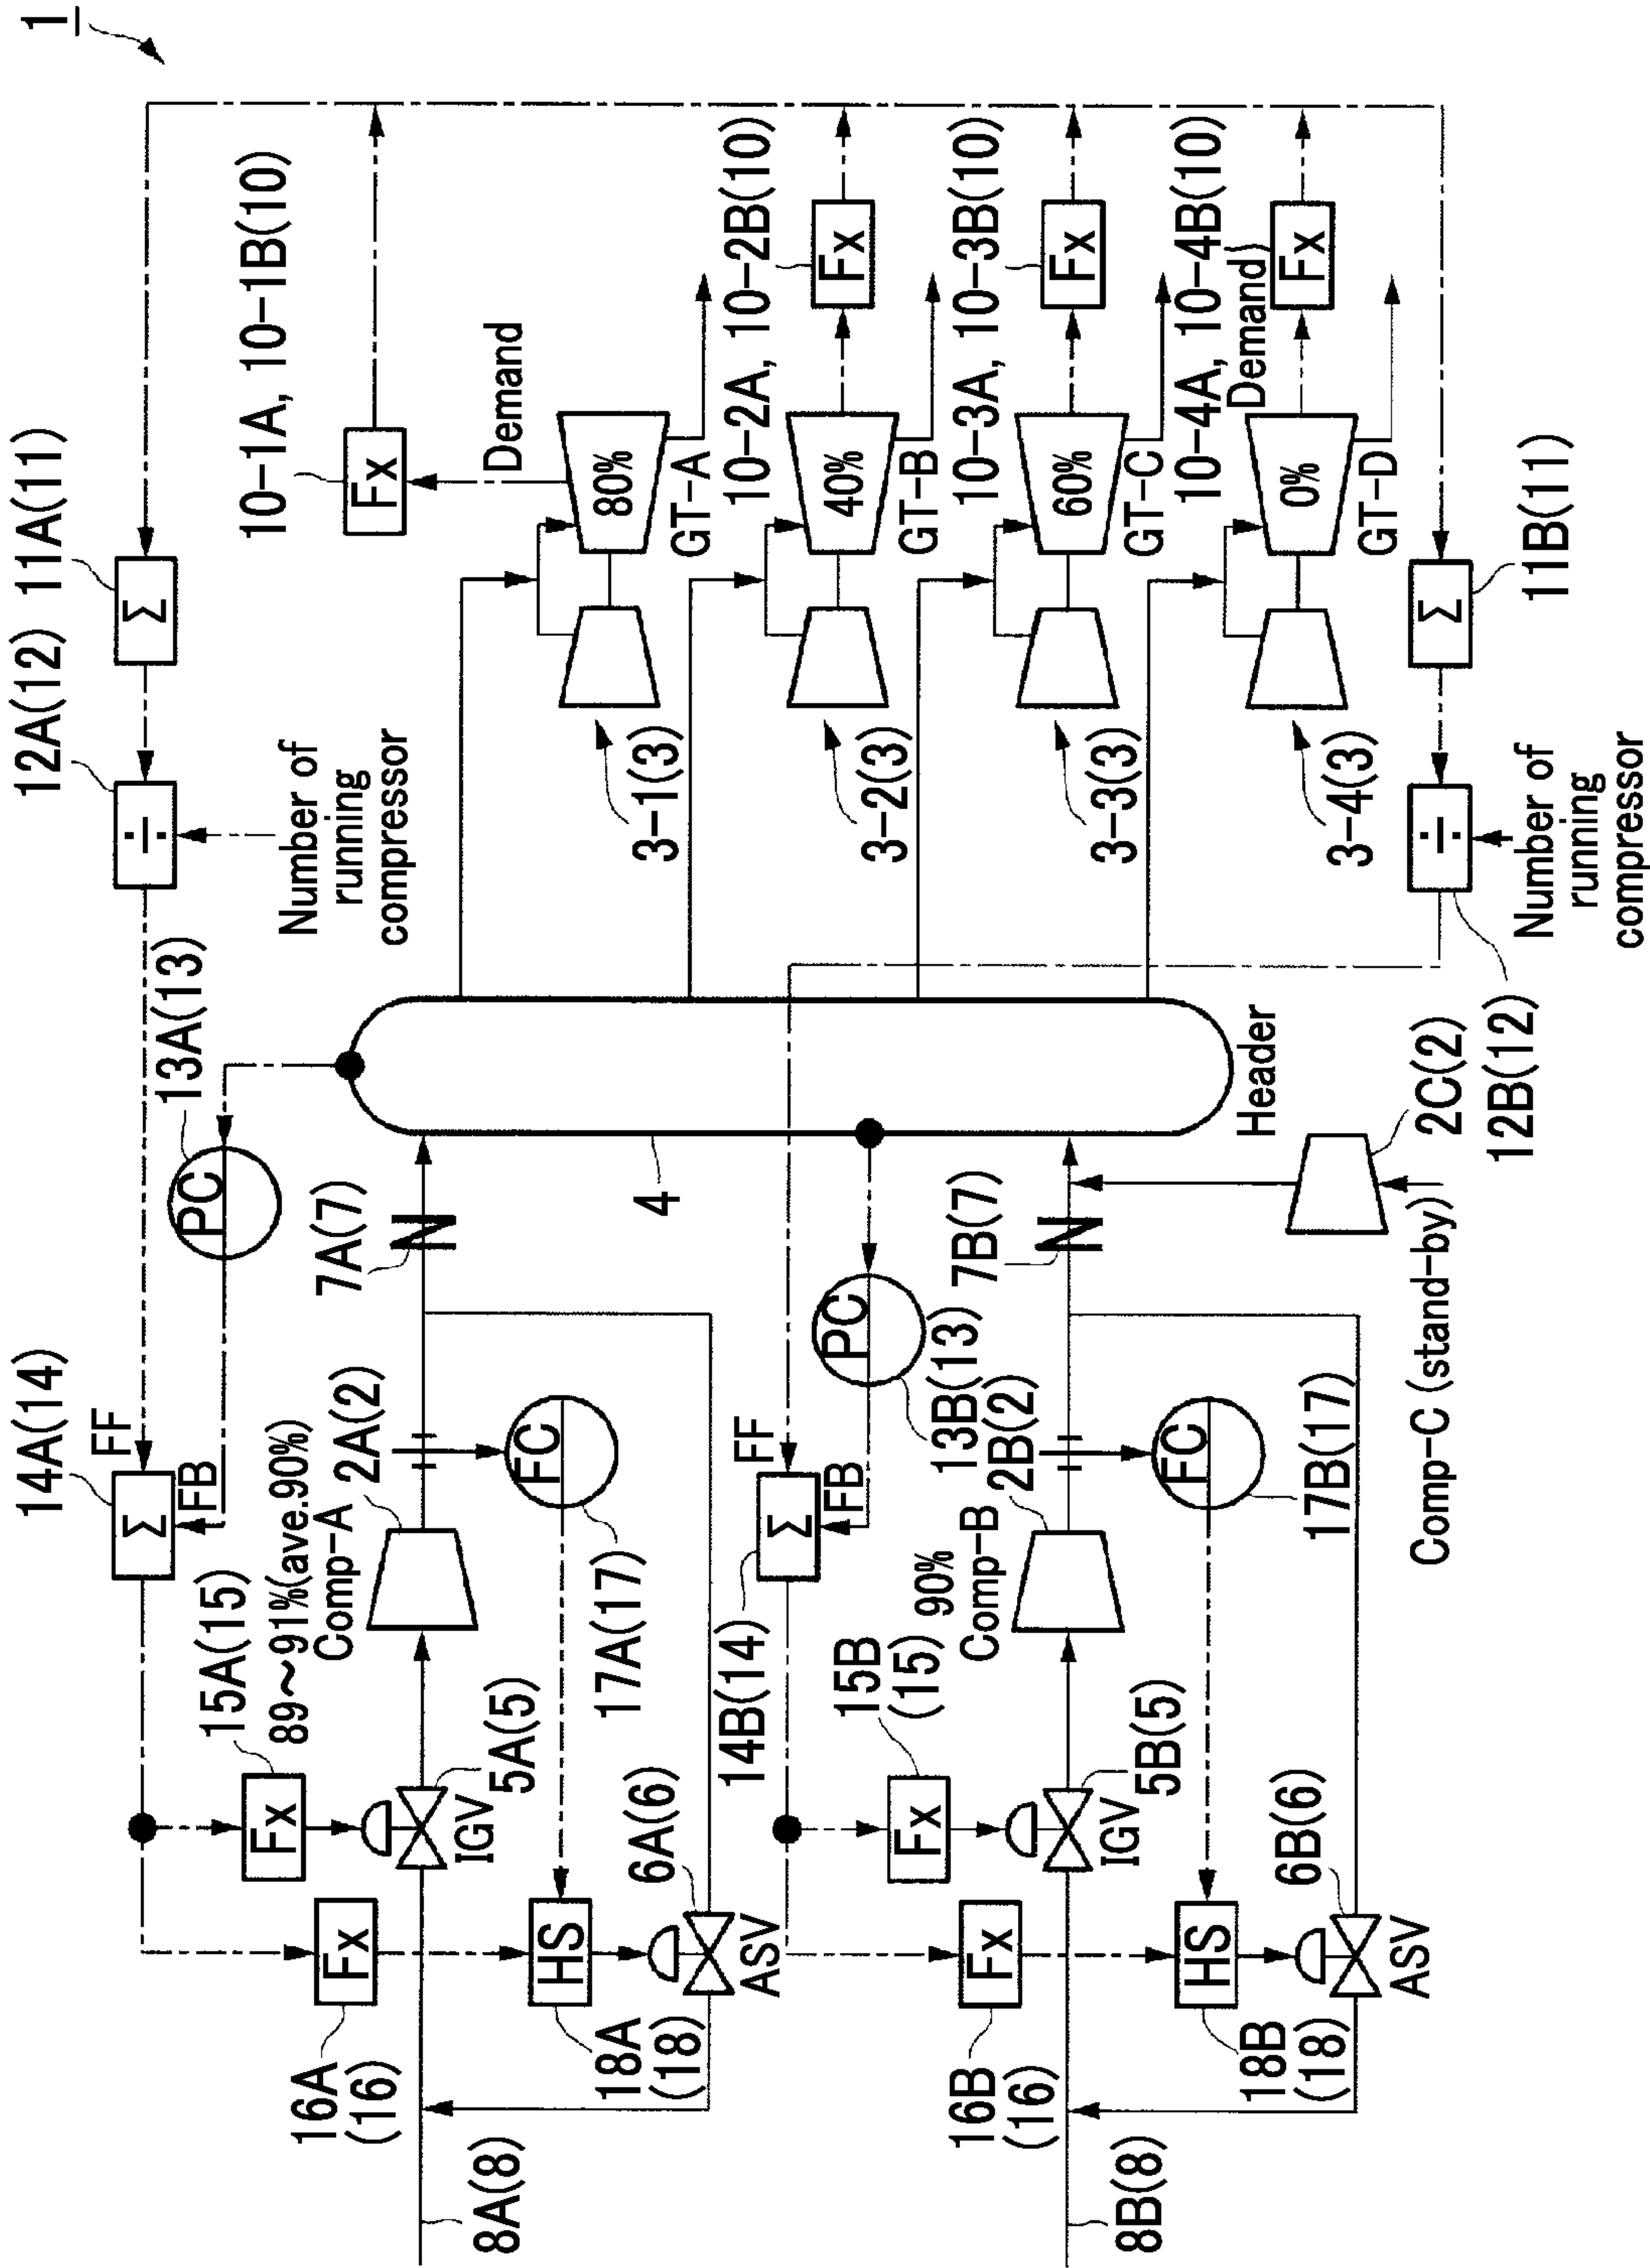 1
10-1A, 10-1B(10)
11A(11)
12A(12)
Fx
Σ
÷
Number of
running
compressor
13A(13)
PC
14A(14)
FF
Σ
FB
15A(15)
89~91%(ave.90%)
Comp-A
2A(2)
Fx
5A(5)
IGV
16A
(16)
Fx
8A(8)
7A(7)
N
FC
17A(17)
HS
18A
(18)
6A(6)
ASV
4
Header
Demand
80%
GT-A
3-1(3)
10-2A, 10-2B(10)
Fx
40%
GT-B
3-2(3)
10-3A, 10-3B(10)
Fx
60%
GT-C
3-3(3)
10-4A, 10-4B(10)
Demand
Fx
0%
GT-D
3-4(3)
Σ
11B(11)
÷
Number of
running
compressor
12B(12)
2C(2)
Comp-C (stand-by)
PC
13B(13)
FF
Σ
FB
14B(14)
15B
(15)
90%
Comp-B
2B(2)
Fx
5B(5)
IGV
7B(7)
N
16B
(16)
Fx
8B(8)
FC
17B(17)
HS
18B
(18)
6B(6)
ASV